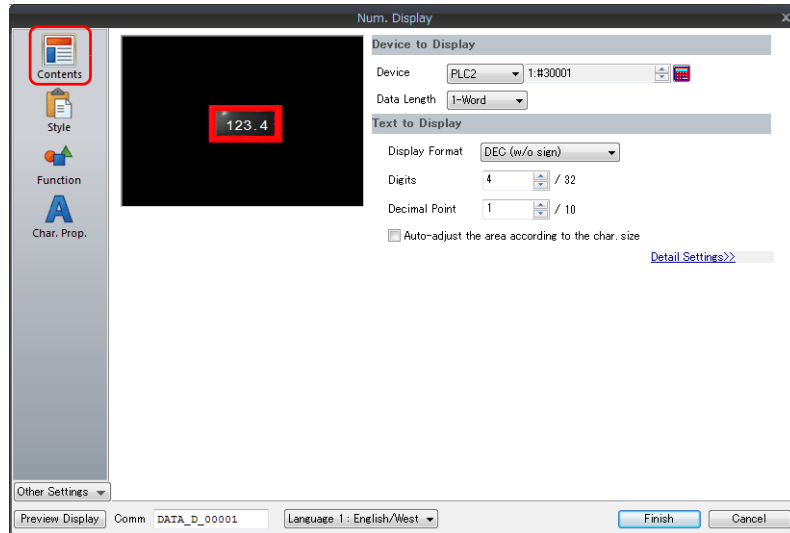 Num. Display
x
Contents
Style
Function
Char. Prop.
123.4
Device to Display
Device PLC2 1:#30001
Data Length 1-Word
Text to Display
Display Format DEC (w/o sign)
Digits 4 / 32
Decimal Point 1 / 10
Auto-adjust the area according to the char. size
Detail Settings>>
Other Settings
Preview Display Comm DATA_D_00001 Language 1 : English/West Finish Cancel